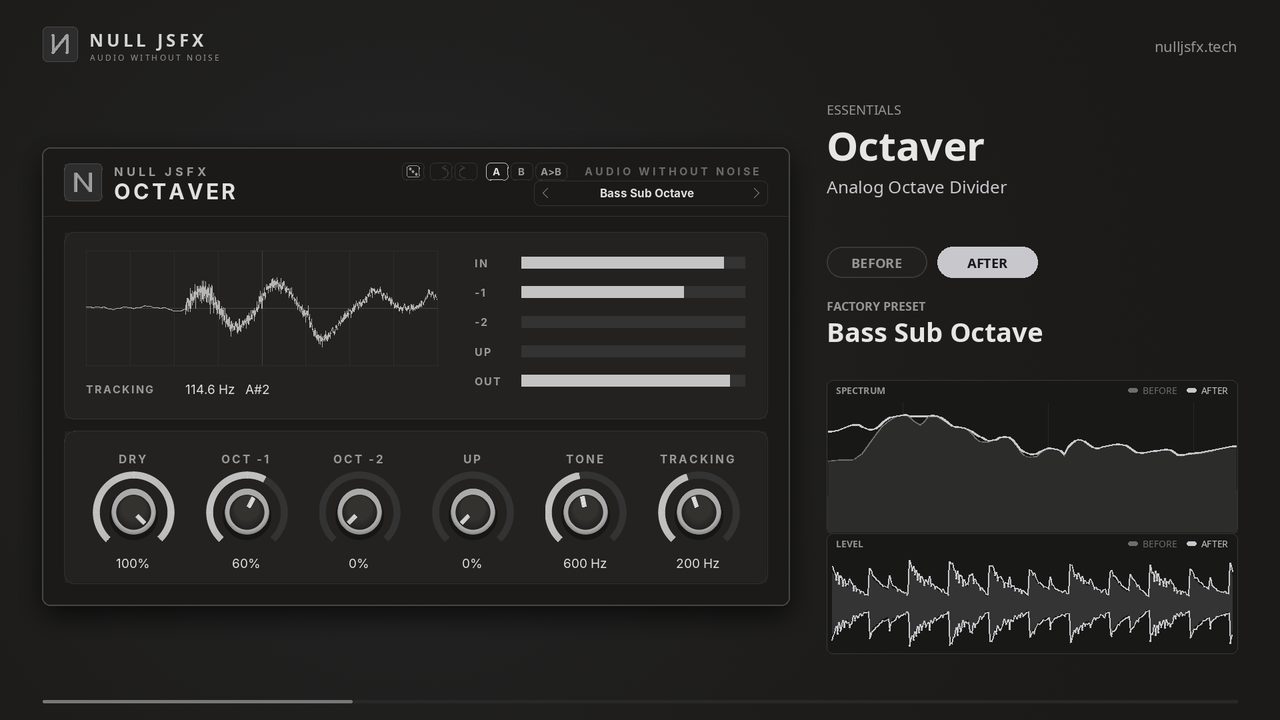 NULL JSFX
AUDIO WITHOUT NOISE
nulljsfx.tech
N
NULL JSFX
OCTAVER
A B A>B
AUDIO WITHOUT NOISE
Bass Sub Octave
IN
-1
-2
UP
OUT
TRACKING 114.6 Hz A#2
DRY OCT -1 OCT -2 UP TONE TRACKING
100% 60% 0% 0% 600 Hz 200 Hz
ESSENTIALS
Octaver
Analog Octave Divider
BEFORE AFTER
FACTORY PRESET
Bass Sub Octave
SPECTRUM BEFORE AFTER
LEVEL BEFORE AFTER